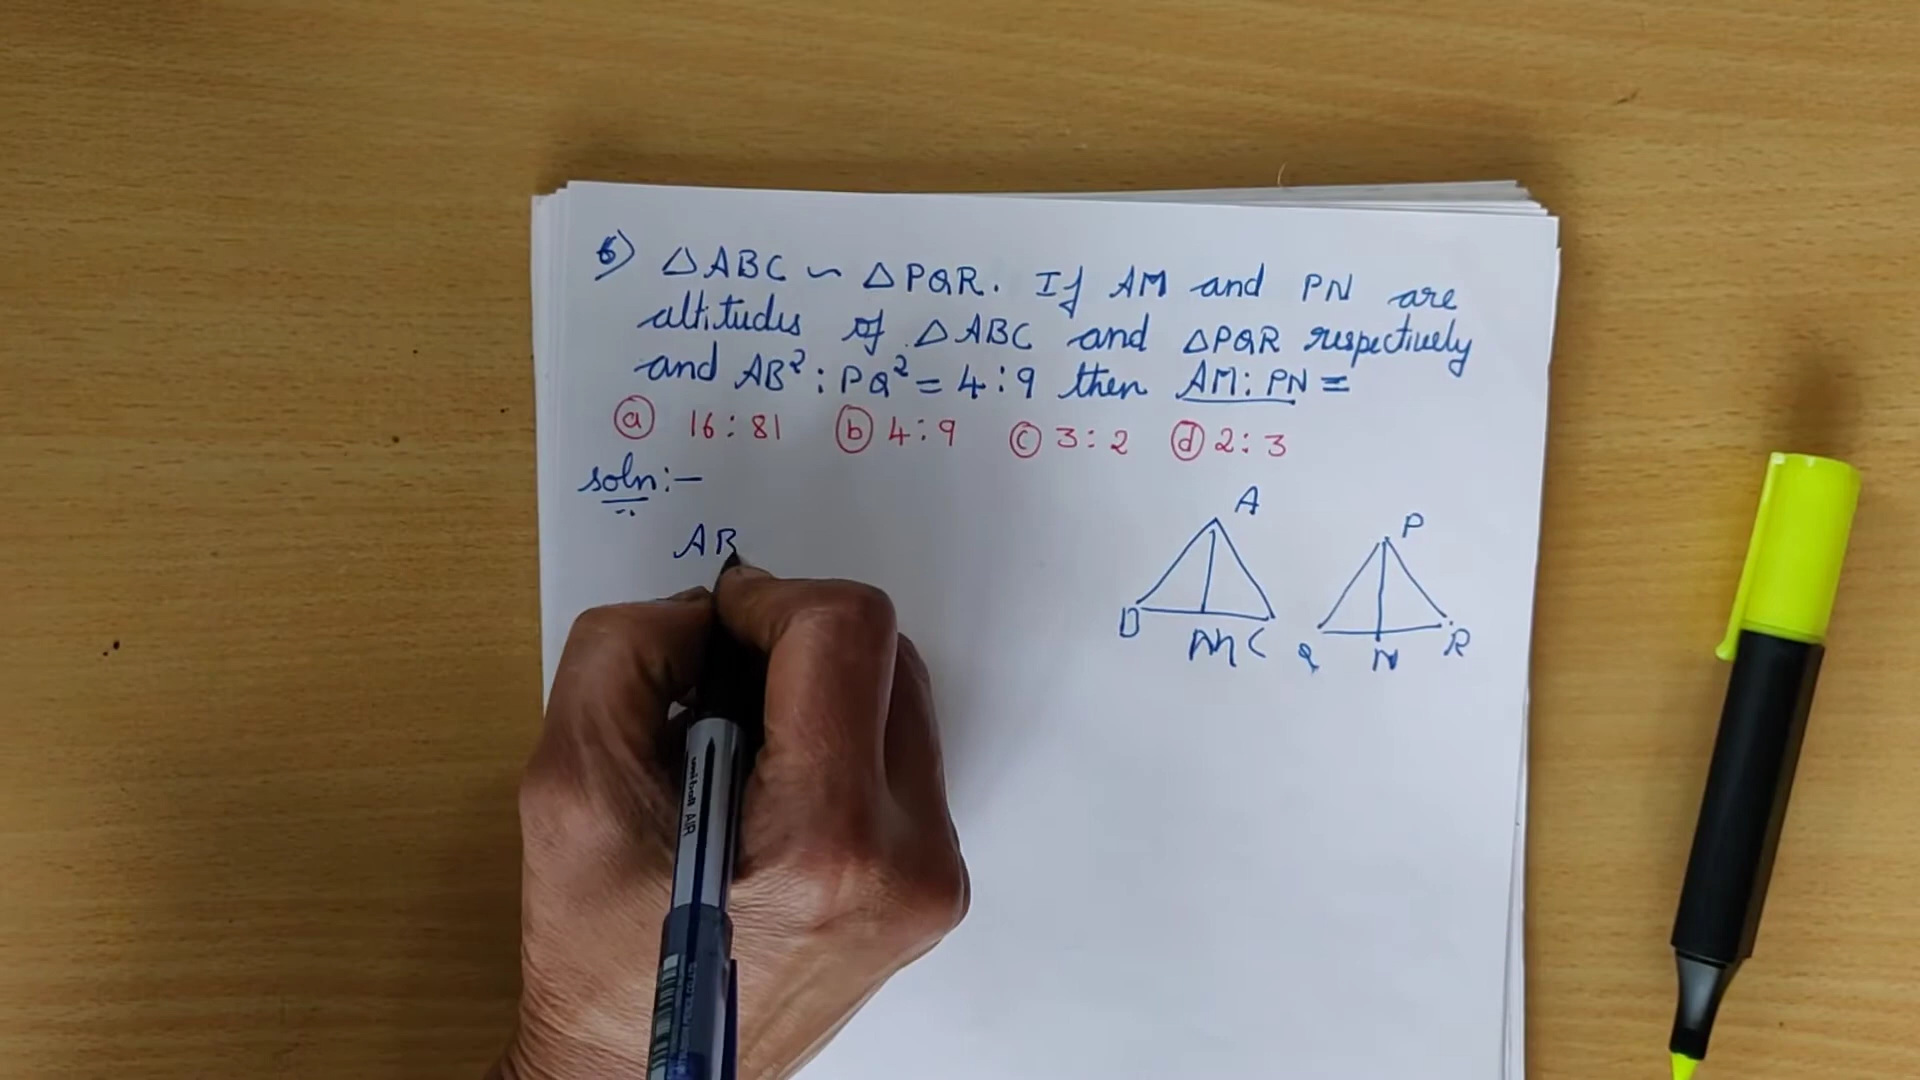 6) △ABC ∽ △PQR. If AM and PN are
altitudes of △ABC and △PQR respectively
and AB² : PQ² = 4 : 9 then AM : PN =
ⓐ 16 : 81 ⓑ 4 : 9 ⓒ 3 : 2 ⓓ 2 : 3
soln :-
A
P
AB
B M C
Q N R
uni-ball AIR